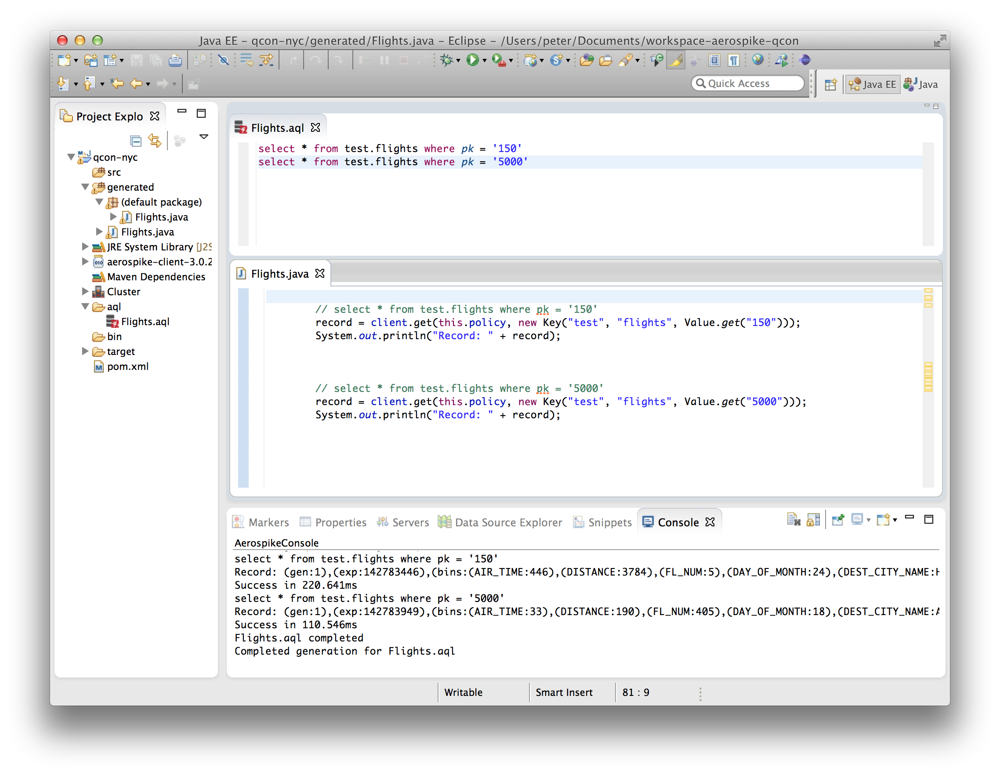 Java EE – qcon-nyc/generated/Flights.java – Eclipse – /Users/peter/Documents/workspace-aerospike-qcon
Quick Access
Java EE
Java
Project Explo
qcon-nyc
src
generated
(default package)
Flights.java
Flights.java
JRE System Library [J2S
aerospike-client-3.0.2
Maven Dependencies
Cluster
aql
Flights.aql
bin
target
pom.xml
Flights.aql
select * from test.flights where pk = '150'
select * from test.flights where pk = '5000'
Flights.java
// select * from test.flights where pk = '150'
record = client.get(this.policy, new Key("test", "flights", Value.get("150")));
System.out.println("Record: " + record);
// select * from test.flights where pk = '5000'
record = client.get(this.policy, new Key("test", "flights", Value.get("5000")));
System.out.println("Record: " + record);
Markers Properties Servers Data Source Explorer Snippets Console
AerospikeConsole
select * from test.flights where pk = '150'
Record: (gen:1),(exp:142783446),(bins:(AIR_TIME:446),(DISTANCE:3784),(FL_NUM:5),(DAY_OF_MONTH:24),(DEST_CITY_NAME:H
Success in 220.641ms
select * from test.flights where pk = '5000'
Record: (gen:1),(exp:142783949),(bins:(AIR_TIME:33),(DISTANCE:190),(FL_NUM:405),(DAY_OF_MONTH:18),(DEST_CITY_NAME:A
Success in 110.546ms
Flights.aql completed
Completed generation for Flights.aql
Writable
Smart Insert
81 : 9